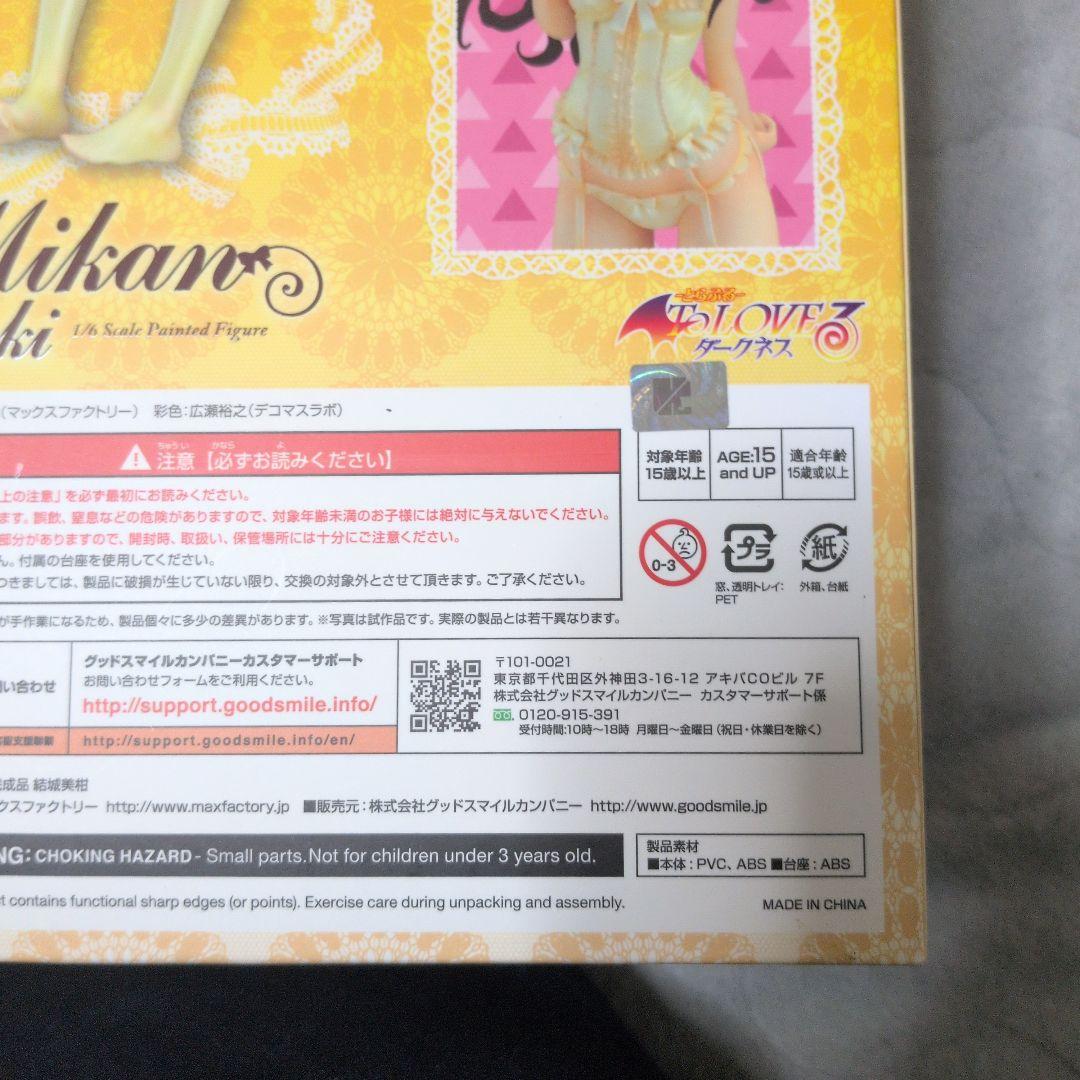 Mikan
ki 1/6 Scale Painted Figure
とらぶる
To LOVEる
ダークネス
(マックスファクトリー) 彩色:広瀬裕之(デコマスラボ)
注意【必ずお読みください】
上の注意」を必ず最初にお読みください。
ます。誤飲、窒息などの危険がありますので、対象年齢未満のお子様には絶対に与えないでください。
部分がありますので、開封時、取扱い、保管場所には十分にご注意ください。
ん。付属の台座を使用してください。
つきましては、製品に破損が生じていない限り、交換の対象外とさせて頂きます。ご了承ください。
が手作業になるため、製品個々に多少の差異があります。※写真は試作品です。実際の製品とは若干異なります。
対象年齢
15歳以上
AGE:15
and UP
適合年齢
15歳或以上
0-3
プラ
紙
窓、透明トレイ:
PET
外箱、台紙
問い合わせ
グッドスマイルカンパニーカスタマーサポート
お問い合わせフォームをご利用ください。
http://support.goodsmile.info/
http://support.goodsmile.info/en/
〒101-0021
東京都千代田区外神田3-16-12 アキバCOビル 7F
株式会社グッドスマイルカンパニー カスタマーサポート係
0120-915-391
受付時間:10時~18時 月曜日~金曜日(祝日・休業日を除く)
完成品 結城美柑
ックスファクトリー http://www.maxfactory.jp ■販売元:株式会社グッドスマイルカンパニー http://www.goodsmile.jp
NG: CHOKING HAZARD - Small parts.Not for children under 3 years old.
製品素材
■本体:PVC、ABS ■台座:ABS
t contains functional sharp edges (or points). Exercise care during unpacking and assembly.
MADE IN CHINA